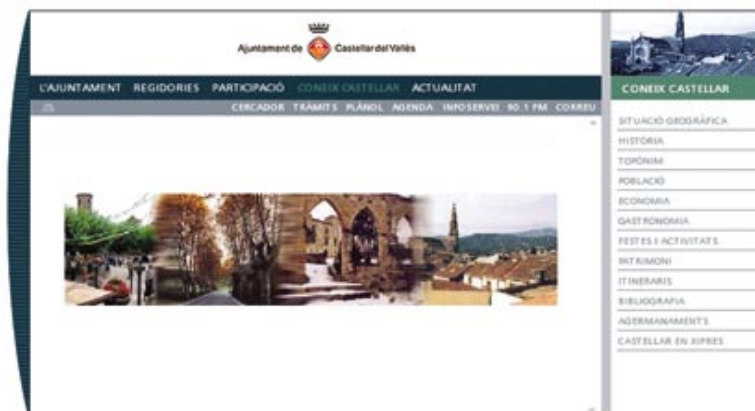 Ajuntament de Castellar del Vallès
L'AJUNTAMENT REGIDORIES PARTICIPACIÓ CONEIX CASTELLAR ACTUALITAT
CERCADOR TRÀMITS PLÀNOL AGENDA INFOSERVEI 90.1 FM CORREU
CONEIX CASTELLAR
SITUACIÓ GEOGRÀFICA
HISTÒRIA
TOPÒNIM
POBLACIÓ
ECONOMIA
GASTRONOMIA
FESTES I ACTIVITATS
PATRIMONI
ITINERARIS
BIBLIOGRAFIA
AGERMANAMENTS
CASTELLAR EN XIFRES